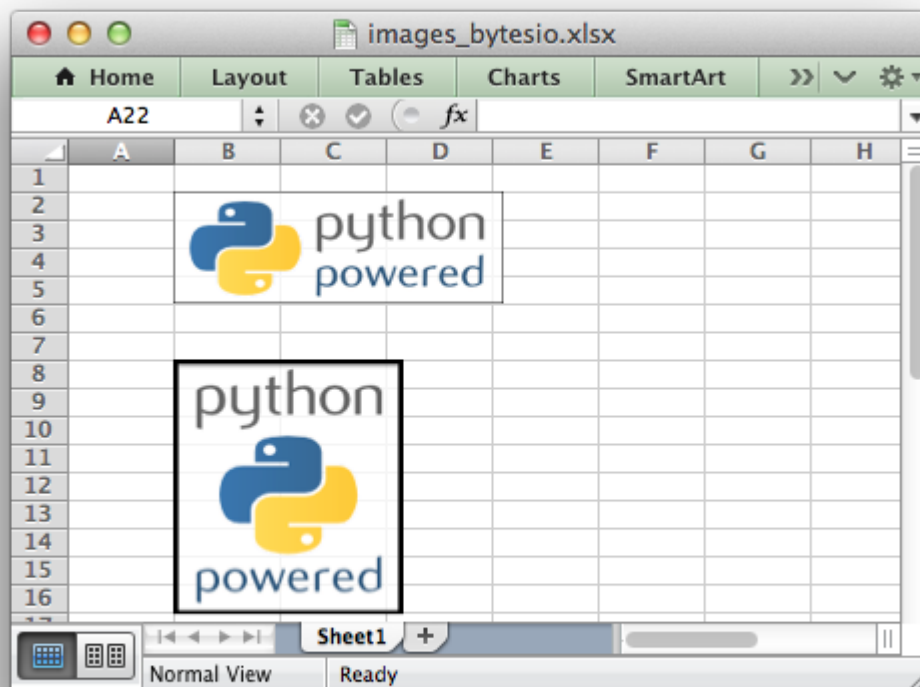 images_bytesio.xlsx
Home Layout Tables Charts SmartArt
A22 fx
A B C D E F G H
1
2
3
4
5
6
7
8
9
10
11
12
13
14
15
16
17
python
powered
python
powered
Sheet1 +
Normal View Ready